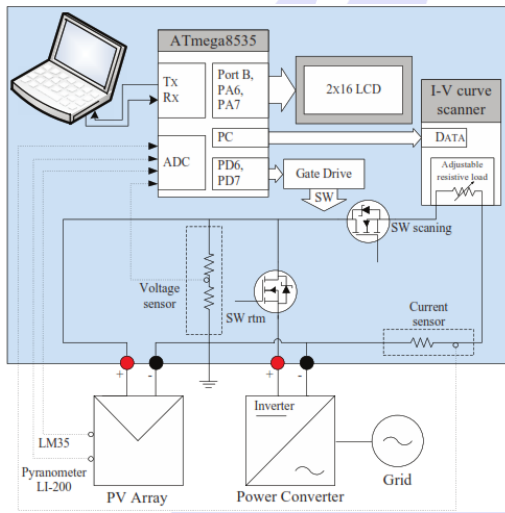 ATmega8535
Tx
Rx
Port B,
PA6,
PA7
2x16 LCD
I-V curve
scanner
ADC
PC
DATA
PD6,
PD7
Gate Drive
Adjustable
resistive load
SW
SW scaning
Voltage
sensor
SW rtm
Current
sensor
+
-
+
-
LM35
Inverter
Pyranometer
LI-200
Grid
PV Array
Power Converter